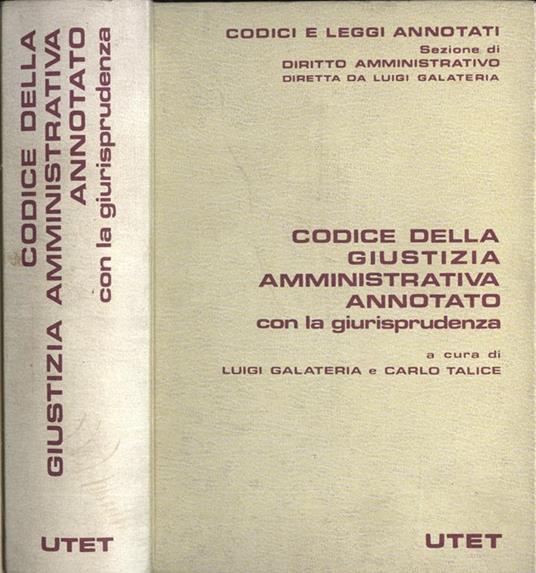 CODICE DELLA
GIUSTIZIA AMMINISTRATIVA
ANNOTATO
con la giurisprudenza
UTET
CODICI E LEGGI ANNOTATI
Sezione di
DIRITTO AMMINISTRATIVO
DIRETTA DA LUIGI GALATERIA
CODICE DELLA
GIUSTIZIA
AMMINISTRATIVA
ANNOTATO
con la giurisprudenza
a cura di
LUIGI GALATERIA e CARLO TALICE
UTET